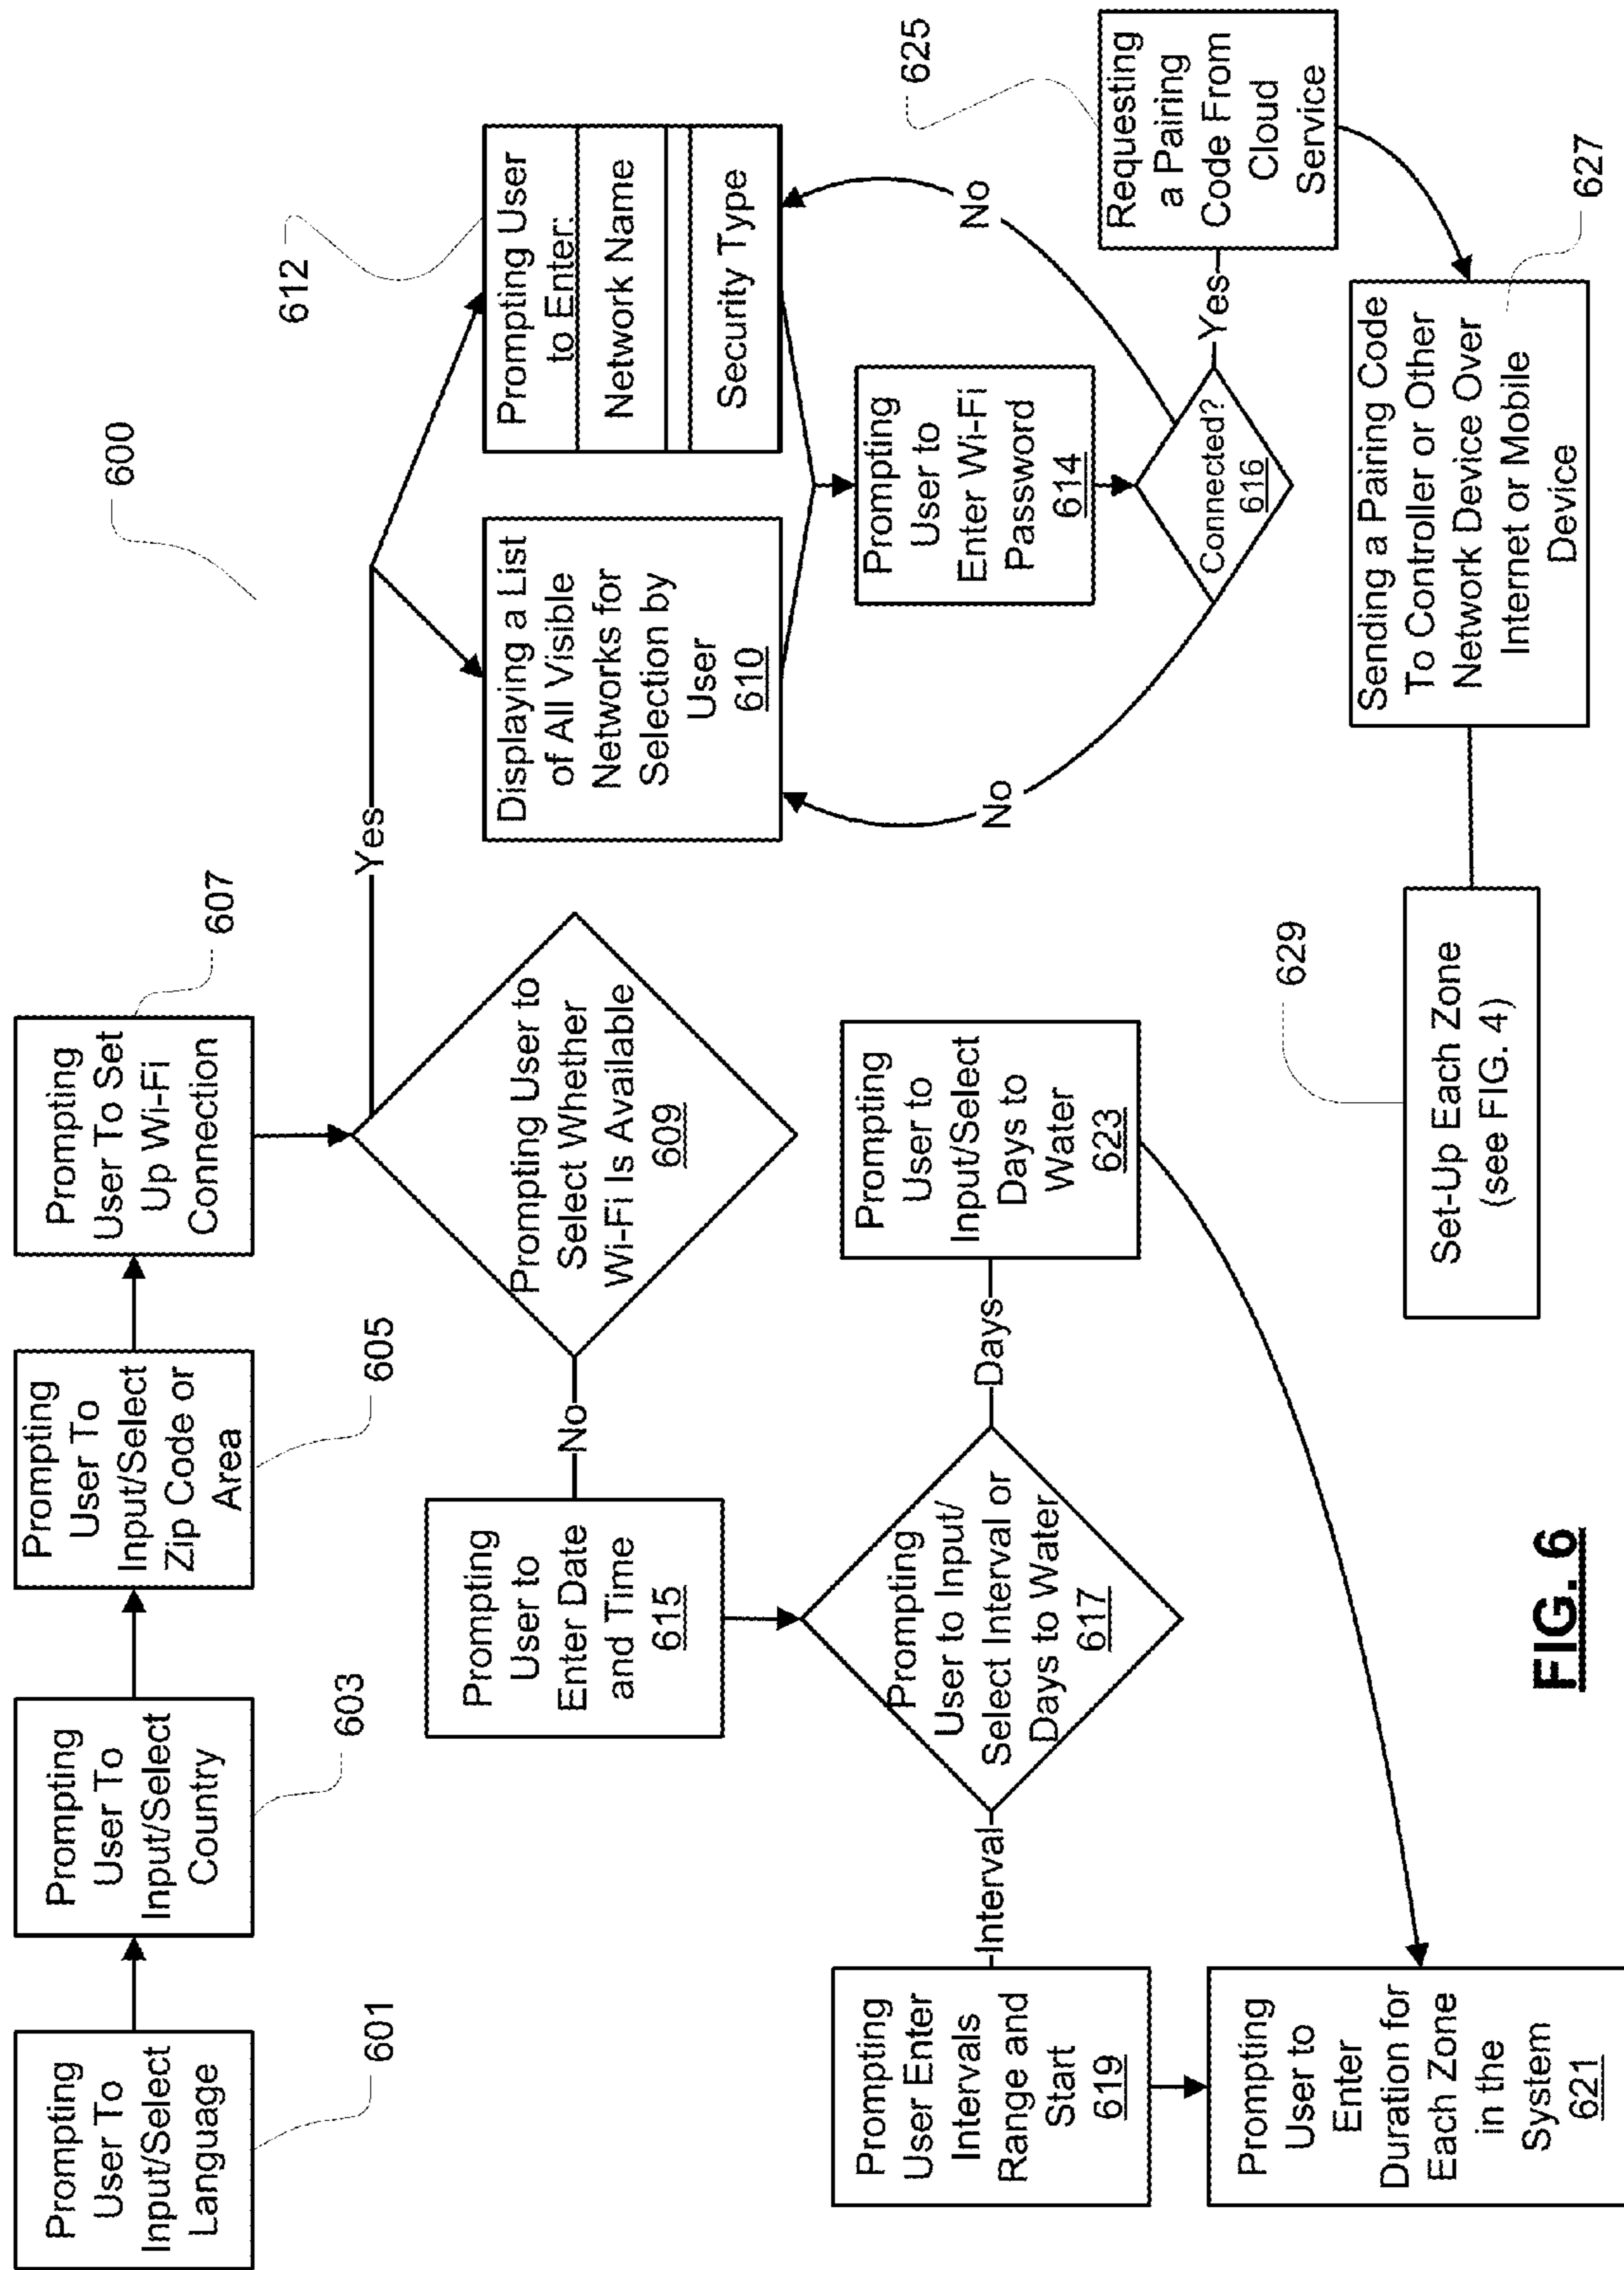 Prompting
User To
Input/Select
Language
601
Prompting
User To
Input/Select
Country
603
Prompting
User To
Input/Select
Zip Code or
Area
605
Prompting
User To Set
Up Wi-Fi
Connection
607
600
Prompting User to
Select Whether
Wi-Fi Is Available
609
Yes
No
Displaying a List
of All Visible
Networks for
Selection by
User
610
612
Prompting User
to Enter:
Network Name
Security Type
Prompting
User to
Enter Wi-Fi
Password
614
Connected?
616
No
No
Yes
625
Requesting
a Pairing
Code From
Cloud
Service
Sending a Pairing Code
To Controller or Other
Network Device Over
Internet or Mobile
Device
627
629
Set-Up Each Zone
(see FIG. 4)
Prompting
User to
Enter Date
and Time
615
Prompting
User to Input/
Select Interval or
Days to Water
617
Interval
Days
Prompting
User Enter
Intervals
Range and
Start
619
Prompting
User to
Input/Select
Days to
Water
623
Prompting
User to
Enter
Duration for
Each Zone
in the
System
621
FIG. 6